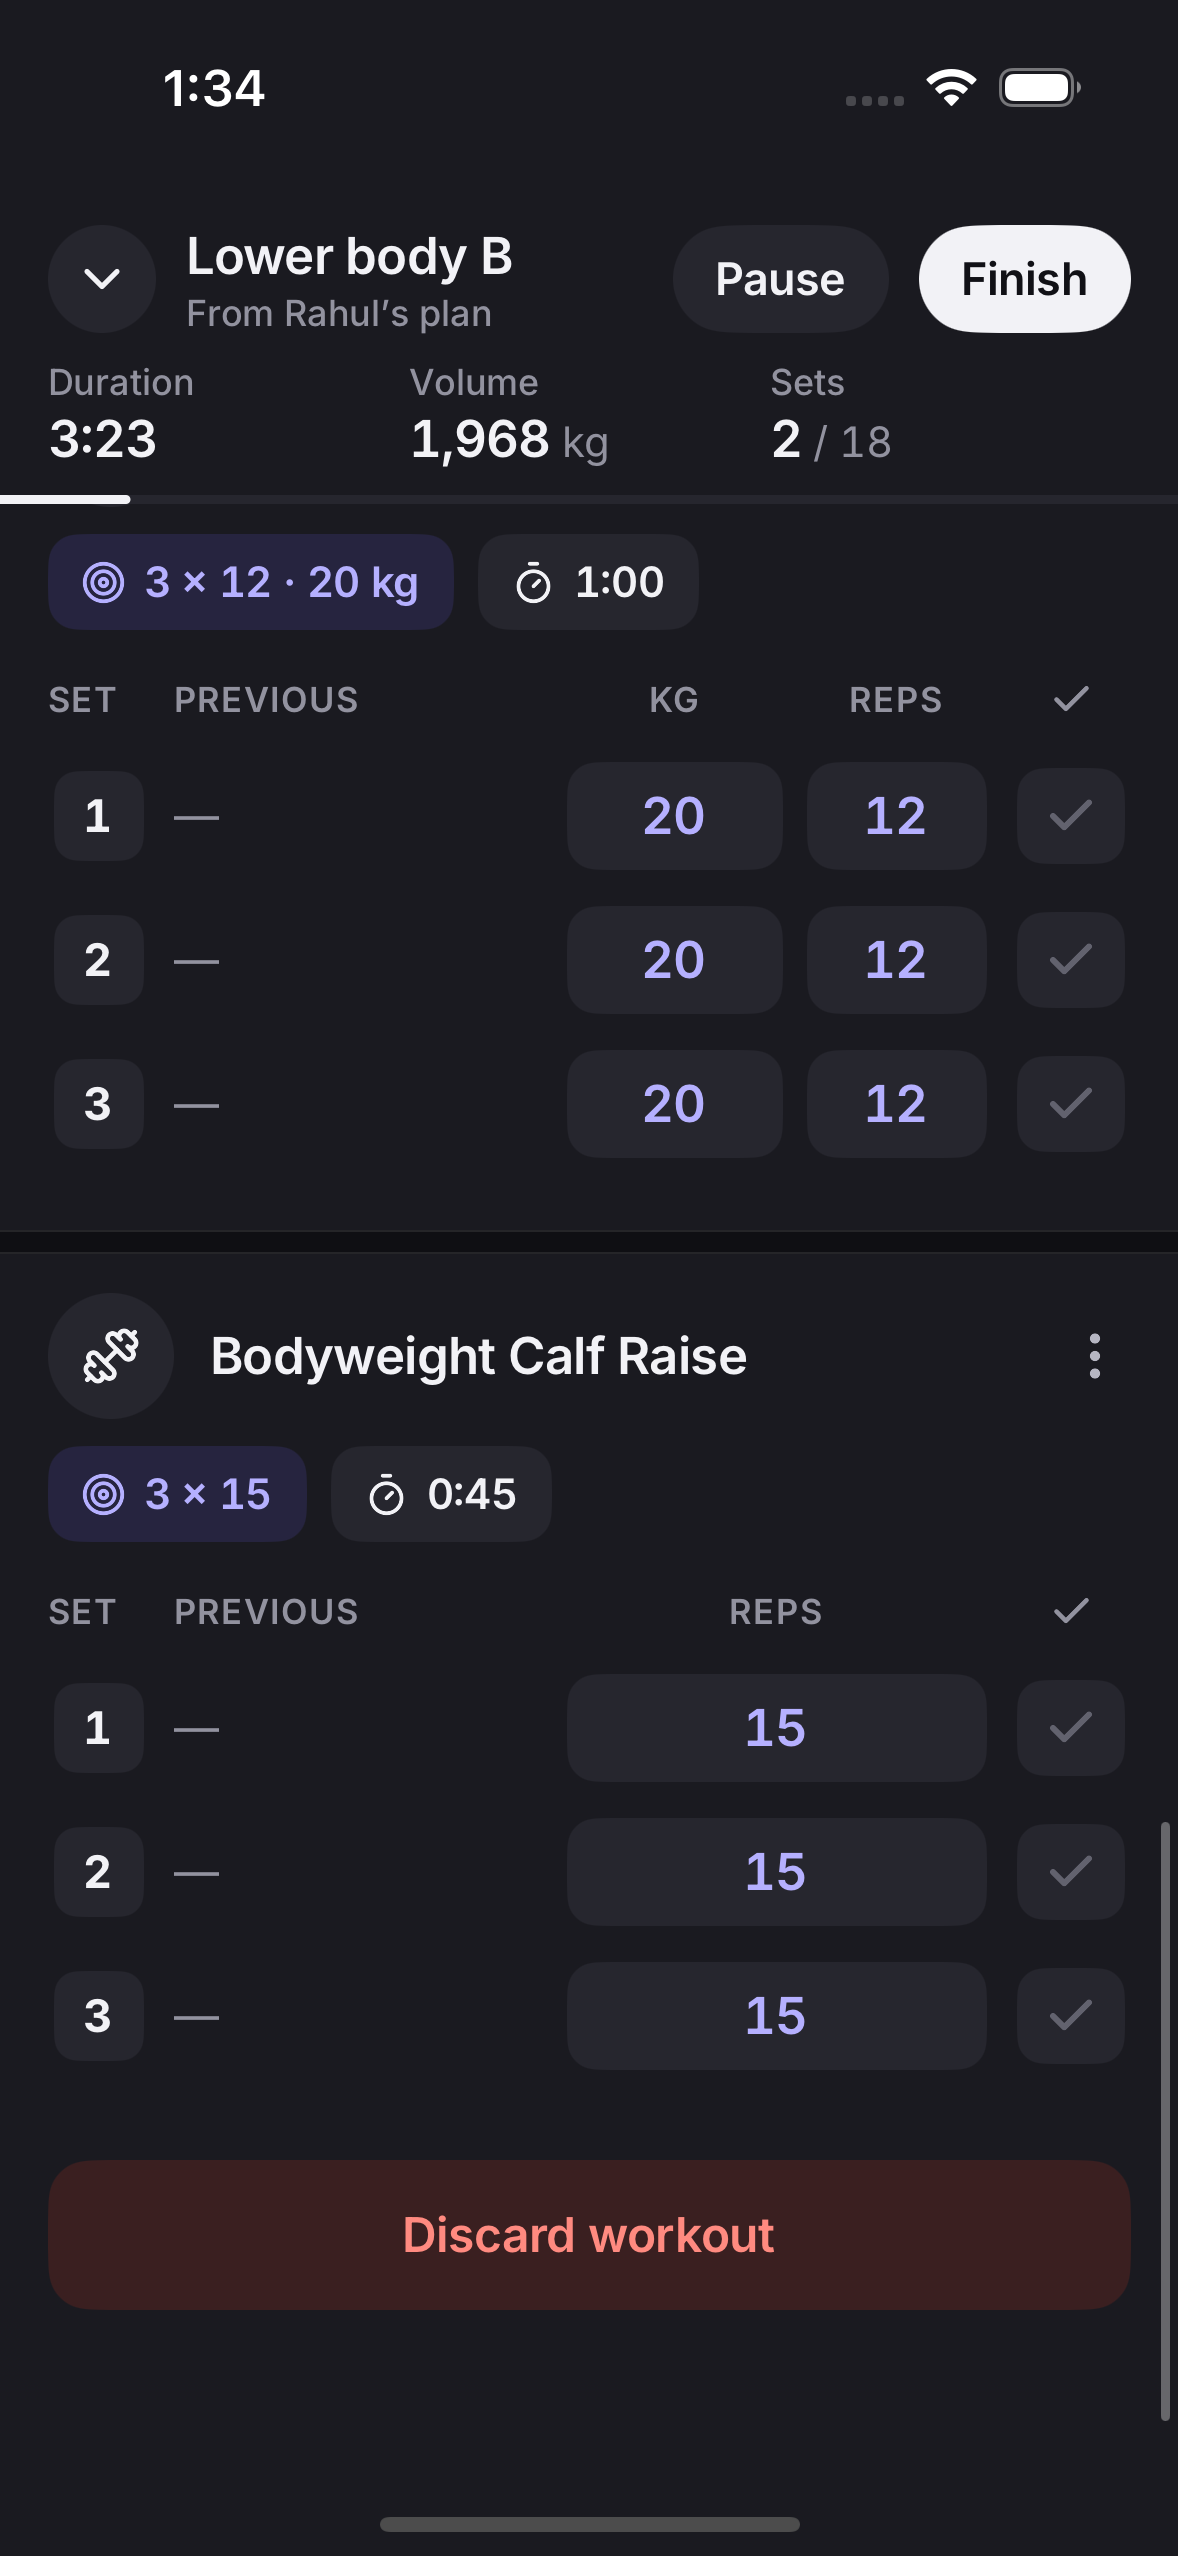 1:34
Lower body B
From Rahul’s plan
Pause
Finish
Duration
Volume
Sets
3:23
1,968 kg
2 / 18
3 × 12 · 20 kg
1:00
SET PREVIOUS KG REPS
1 — 20 12
2 — 20 12
3 — 20 12
Bodyweight Calf Raise
3 × 15
0:45
SET PREVIOUS REPS
1 — 15
2 — 15
3 — 15
Discard workout